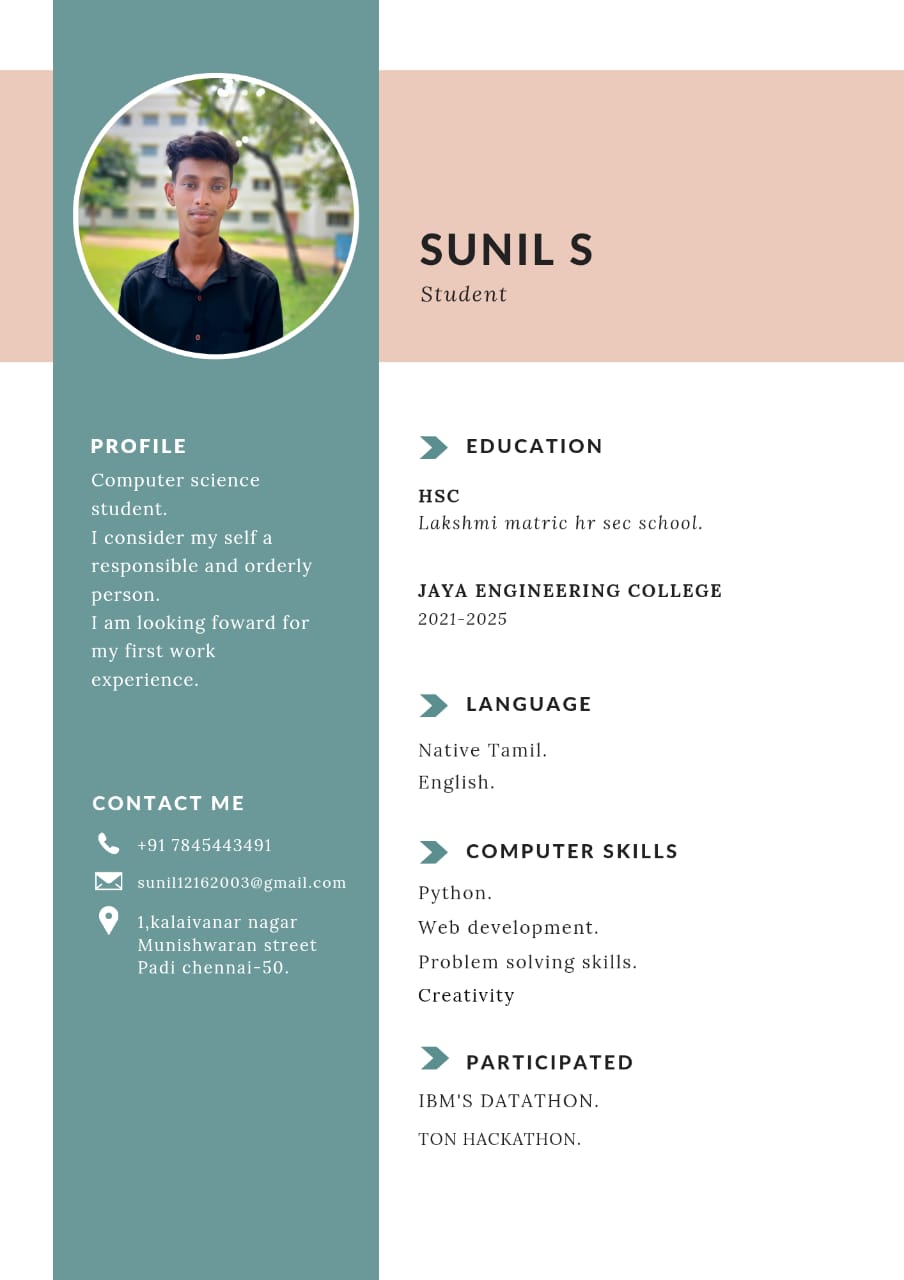 SUNIL S
Student
PROFILE
Computer science
student.
I consider my self a
responsible and orderly
person.
I am looking foward for
my first work
experience.
CONTACT ME
+91 7845443491
sunil12162003@gmail.com
1,kalaivanar nagar
Munishwaran street
Padi chennai-50.
EDUCATION
HSC
Lakshmi matric hr sec school.
JAYA ENGINEERING COLLEGE
2021-2025
LANGUAGE
Native Tamil.
English.
COMPUTER SKILLS
Python.
Web development.
Problem solving skills.
Creativity
PARTICIPATED
IBM'S DATATHON.
TON HACKATHON.